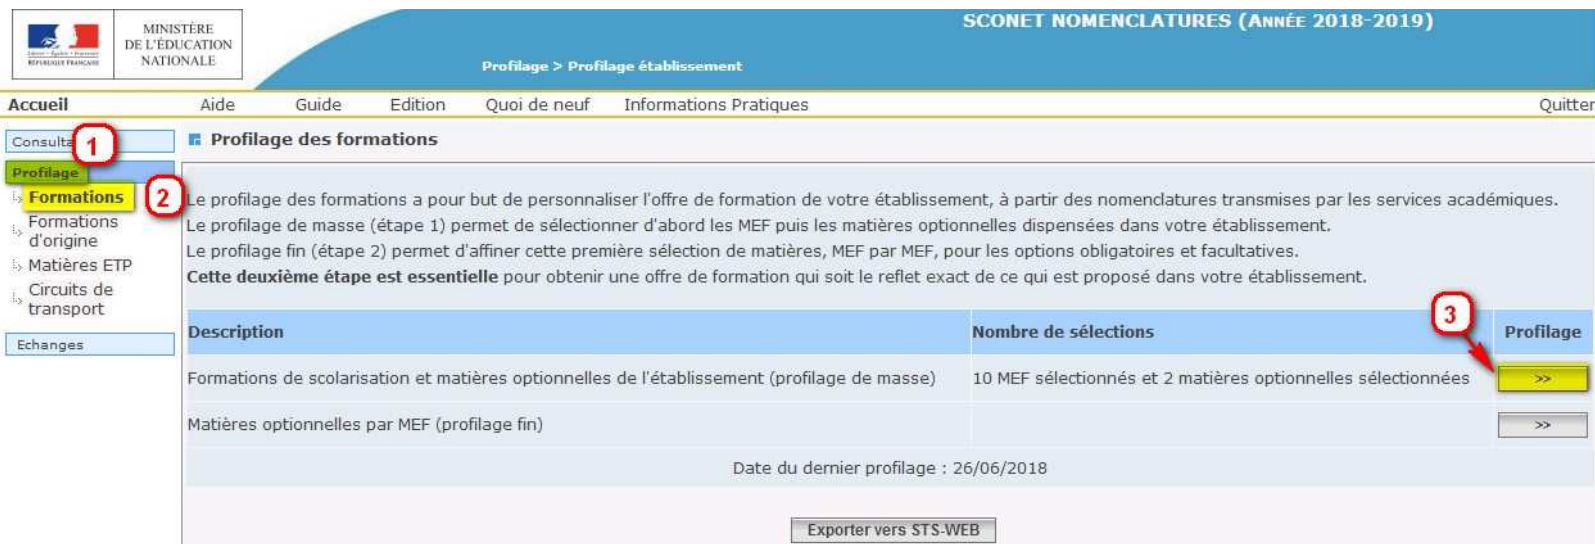 SCONET NOMENCLATURES (ANNÉE 2018-2019)
MINISTÈRE
DE L'ÉDUCATION
NATIONALE
RÉPUBLIQUE FRANÇAISE
Profilage > Profilage établissement
Accueil Aide Guide Edition Quoi de neuf Informations Pratiques Quitter
Consulta
1
Profilage des formations
Profilage
Formations
2
Formations
d'origine
Matières ETP
Circuits de
transport
Echanges
Le profilage des formations a pour but de personnaliser l'offre de formation de votre établissement, à partir des nomenclatures transmises par les services académiques.
Le profilage de masse (étape 1) permet de sélectionner d'abord les MEF puis les matières optionnelles dispensées dans votre établissement.
Le profilage fin (étape 2) permet d'affiner cette première sélection de matières, MEF par MEF, pour les options obligatoires et facultatives.
Cette deuxième étape est essentielle pour obtenir une offre de formation qui soit le reflet exact de ce qui est proposé dans votre établissement.
3
Description Nombre de sélections Profilage
Formations de scolarisation et matières optionnelles de l'établissement (profilage de masse) 10 MEF sélectionnés et 2 matières optionnelles sélectionnées >>
Matières optionnelles par MEF (profilage fin) >>
Date du dernier profilage : 26/06/2018
Exporter vers STS-WEB